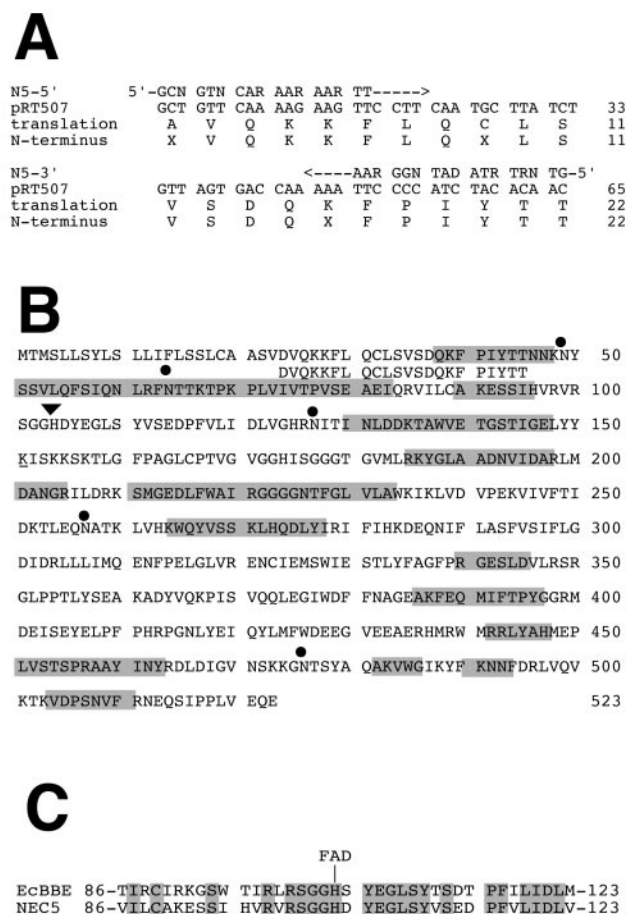 A
N5-5' 5'-GCN GTN CAR AAR AAR TT----->
pRT507 GCT GTT CAA AAG AAG TTC CTT CAA TGC TTA TCT 33
translation A V Q K K F L Q C L S 11
N-terminus X V Q K K F L Q X L S 11
N5-3' <----AAR GGN TAD ATR TRN TG-5'
pRT507 GTT AGT GAC CAA AAA TTC CCC ATC TAC ACA AC 65
translation V S D Q K F P I Y T T 22
N-terminus V S D Q X F P I Y T T 22
B
MTMSLLSYLS LLIFLSSLCA ASVDVQKKFL QCLSVSDQKF PIYTTNNKNY 50
DVQKKFL QCLSVSDQKF PIYTT
SSVLQFSIQN LRFNTTKTPK PLVIVTPVSE AEIQRVILCA KESSIHVRVR 100
SGGHDYEGLS YVSEDPFVLI DLVGHRNITI NLDDKTAWVE TGSTIGELYY 150
KISKKSKTLG FPAGLCPTVG VGGHISGGGT GVMLRKYGLA ADNVIDARLM 200
DANGRILDRK SMGEDLFWAI RGGGGNTFGL VLAWKIKLVD VPEKVIVFTI 250
DKTLEQNATK LVHKWQYVSS KLHQDLYIRI FIHKDEQNIF LASFVSIFLG 300
DIDRLLLIMQ ENFPELGLVR ENCIEMSWIE STLYFAGFPR GESLDVLRSR 350
GLPPTLYSEA KADYVQKPIS VQQLEGIWDF FNAGEAKFEQ MIFTPYGGRM 400
DEISEYELPF PHRPGNLYEI QYLMFWDEEG VEEAERHMRW MRRLYAHMEP 450
LVSTSPRAAY INYRDLDIGV NSKKGNTSYA QAKVWGIKYF KNNFDRLVQV 500
KTKVDPSNVF RNEQSIPPLV EQE 523
C
FAD
EcBBE 86-TIRCIRKGSW TIRLRSGGHS YEGLSYTSDT PFILIDLM-123
NEC5 86-VILCAKESSI HVRVRSGGHD YEGLSYVSED PFVLIDLV-123